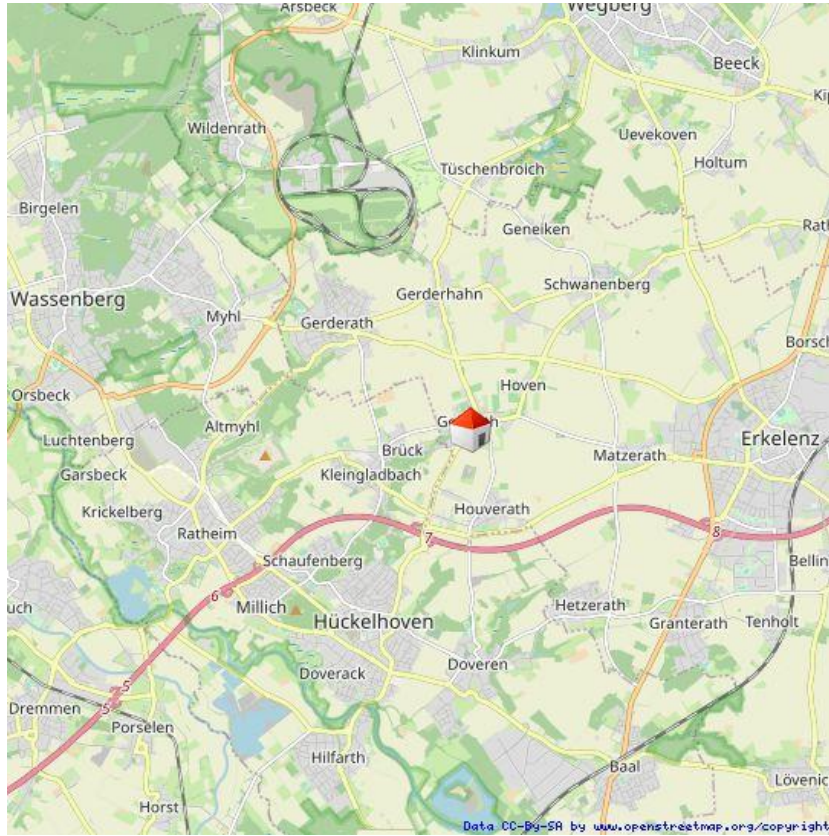 Arsbeck
Wegberg
Klinkum
Beeck
Wildenrath
Uevekoven
Holtum
Tüschenbroich
Birgelen
Geneiken
Wassenberg
Gerderhahn
Schwanenberg
Myhl
Gerderath
Hoven
Orsbeck
Altmyhl
Luchtenberg
Brück
Erkelenz
Matzerath
Garsbeck
Kleingladbach
Krickelberg
Houverath
Ratheim
7
8
Schaufenberg
6
Millich
Hetzerath
Hückelhoven
Granterath
Tenholt
Doverack
Doveren
5
5
Dremmen
Porselen
Hilfarth
Baal
Horst
Data CC-By-SA by www.openstreetmap.org/copyright